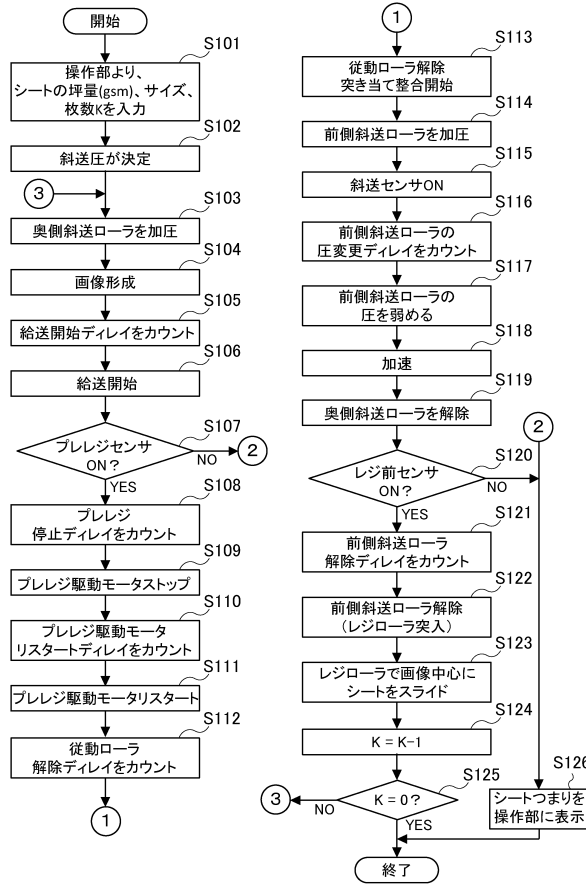 開始
S101
操作部より、
シートの坪量(gsm)、サイズ、
枚数Kを入力
S102
斜送圧が決定
3
S103
奥側斜送ローラを加圧
S104
画像形成
S105
給送開始ディレイをカウント
S106
給送開始
S107
プレレジセンサ
ON?
NO
2
YES
S108
プレレジ
停止ディレイをカウント
S109
プレレジ駆動モータストップ
S110
プレレジ駆動モータ
リスタートディレイをカウント
S111
プレレジ駆動モータリスタート
S112
従動ローラ
解除ディレイをカウント
1
1
S113
従動ローラ解除
突き当て整合開始
S114
前側斜送ローラを加圧
S115
斜送センサON
S116
前側斜送ローラの
圧変更ディレイをカウント
S117
前側斜送ローラの
圧を弱める
S118
加速
S119
奥側斜送ローラを解除
2
S120
レジ前センサ
ON?
NO
YES
S121
前側斜送ローラ
解除ディレイをカウント
S122
前側斜送ローラ解除
(レジローラ突入)
S123
レジローラで画像中心に
シートをスライド
S124
K = K-1
S125
K = 0?
3
NO
YES
S126
シートつまりを
操作部に表示
終了